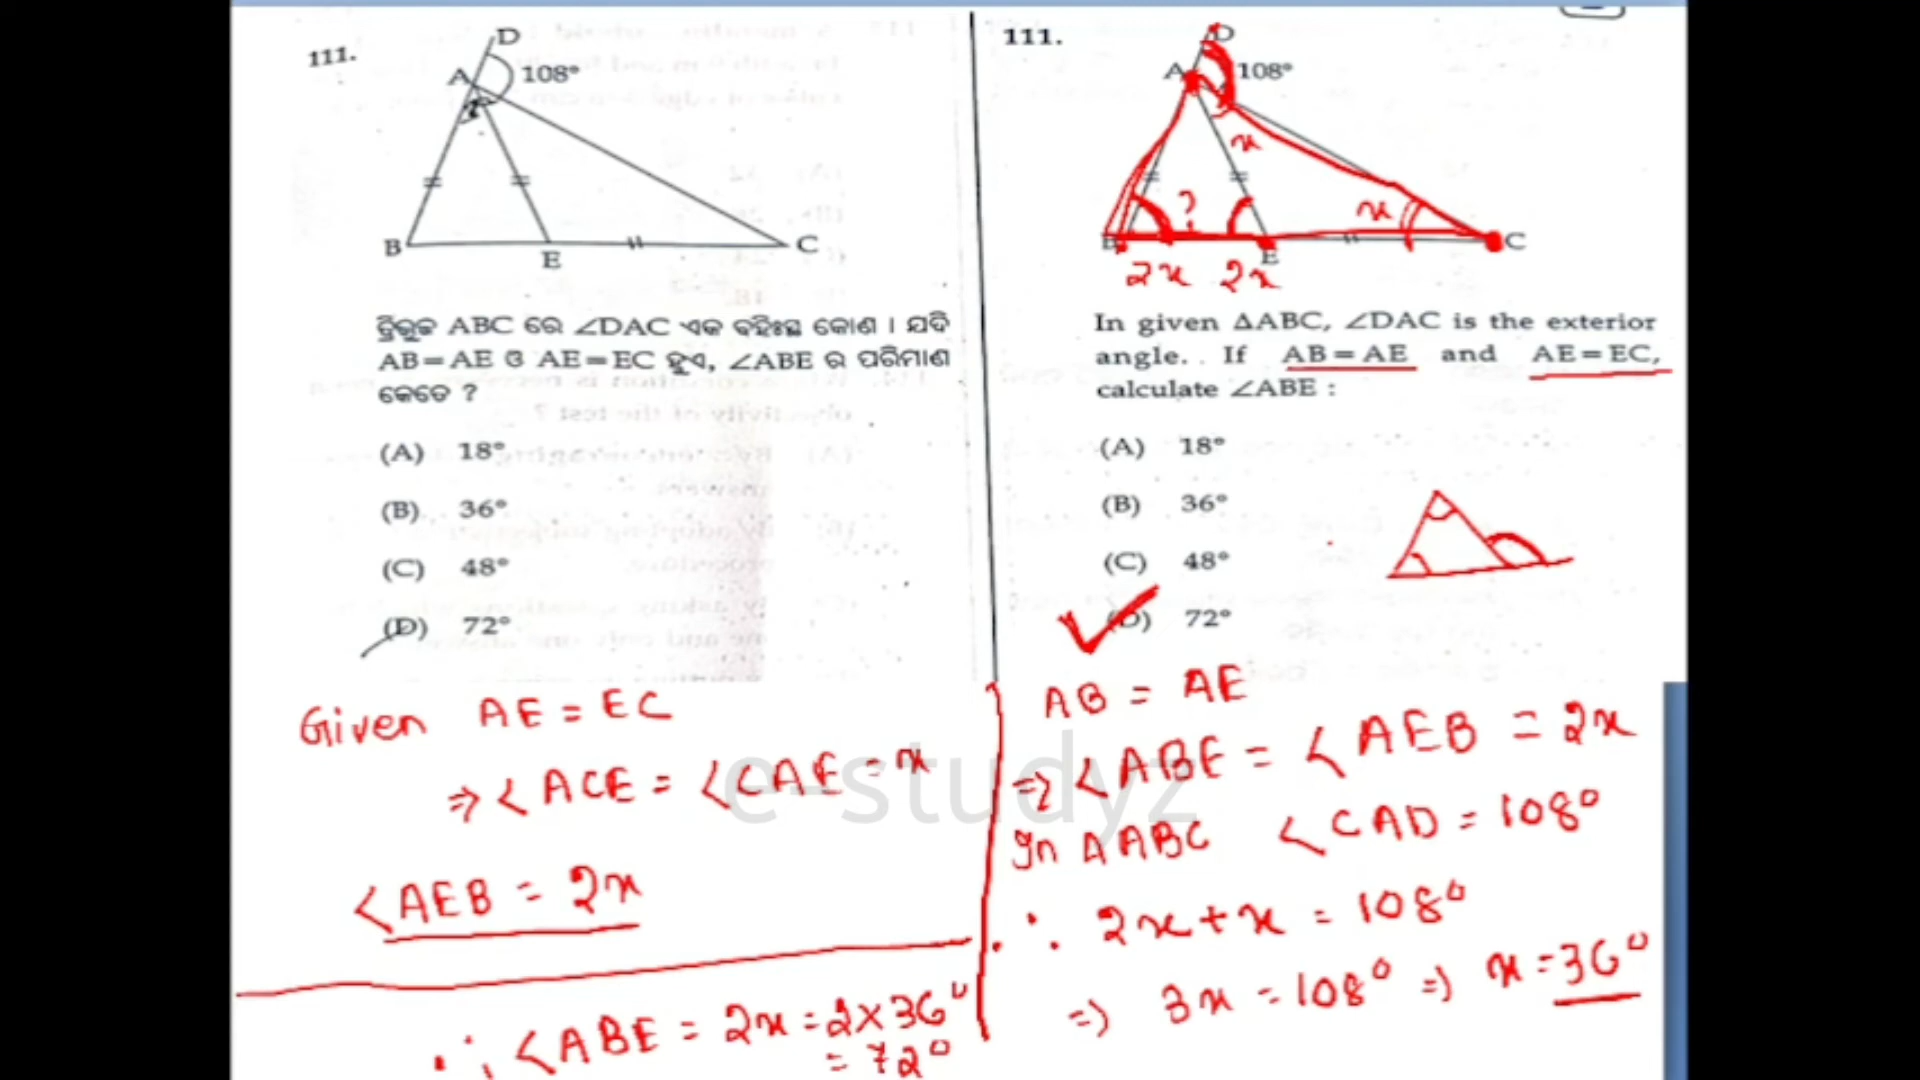 111.
D
A
108°
B
E
C
ତ୍ରିଭୁଜ ABC ରେ ∠DAC ଏକ ବହିଃସ୍ଥ କୋଣ । ଯଦି
AB=AE ଓ AE=EC ହୁଏ, ∠ABE ର ପରିମାଣ
କେତେ ?
(A) 18°
(B) 36°
(C) 48°
(D) 72°
Given AE = EC
⇒ <ACE = <CAE = x
<AEB = 2x
∴ <ABE = 2x = 2×36°
= 72°
111.
D
A
108°
x
?
x
B
E
C
2x 2x
In given ΔABC, ∠DAC is the exterior
angle. If AB=AE and AE=EC,
calculate ∠ABE :
(A) 18°
(B) 36°
(C) 48°
(D) 72°
AB = AE
⇒ <ABE = <AEB = 2x
In ΔABC <CAD = 108°
∴ 2x+x = 108°
⇒ 3x = 108° ⇒ x = 36°
e-studyz